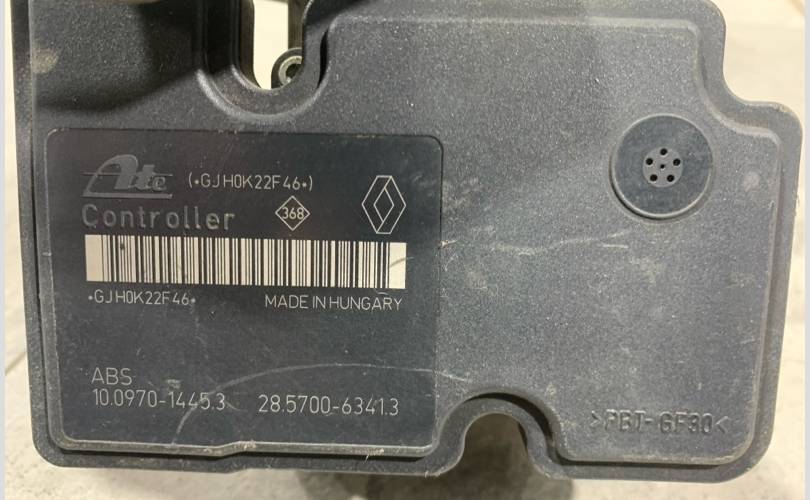 Ate (•GJH0K22F46•)
Controller 368
•GJH0K22F46• MADE IN HUNGARY
ABS
10.0970-1445.3 28.5700-6341.3
>PBT-GF30<